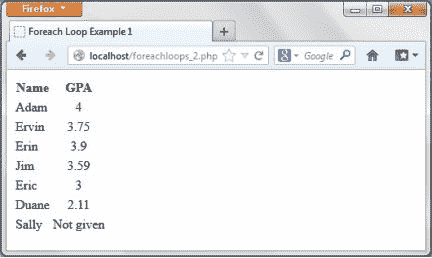 Firefox
Foreach Loop Example 1
localhost/foreachloops_2.php
Google
Name GPA
Adam 4
Ervin 3.75
Erin 3.9
Jim 3.59
Eric 3
Duane 2.11
Sally Not given